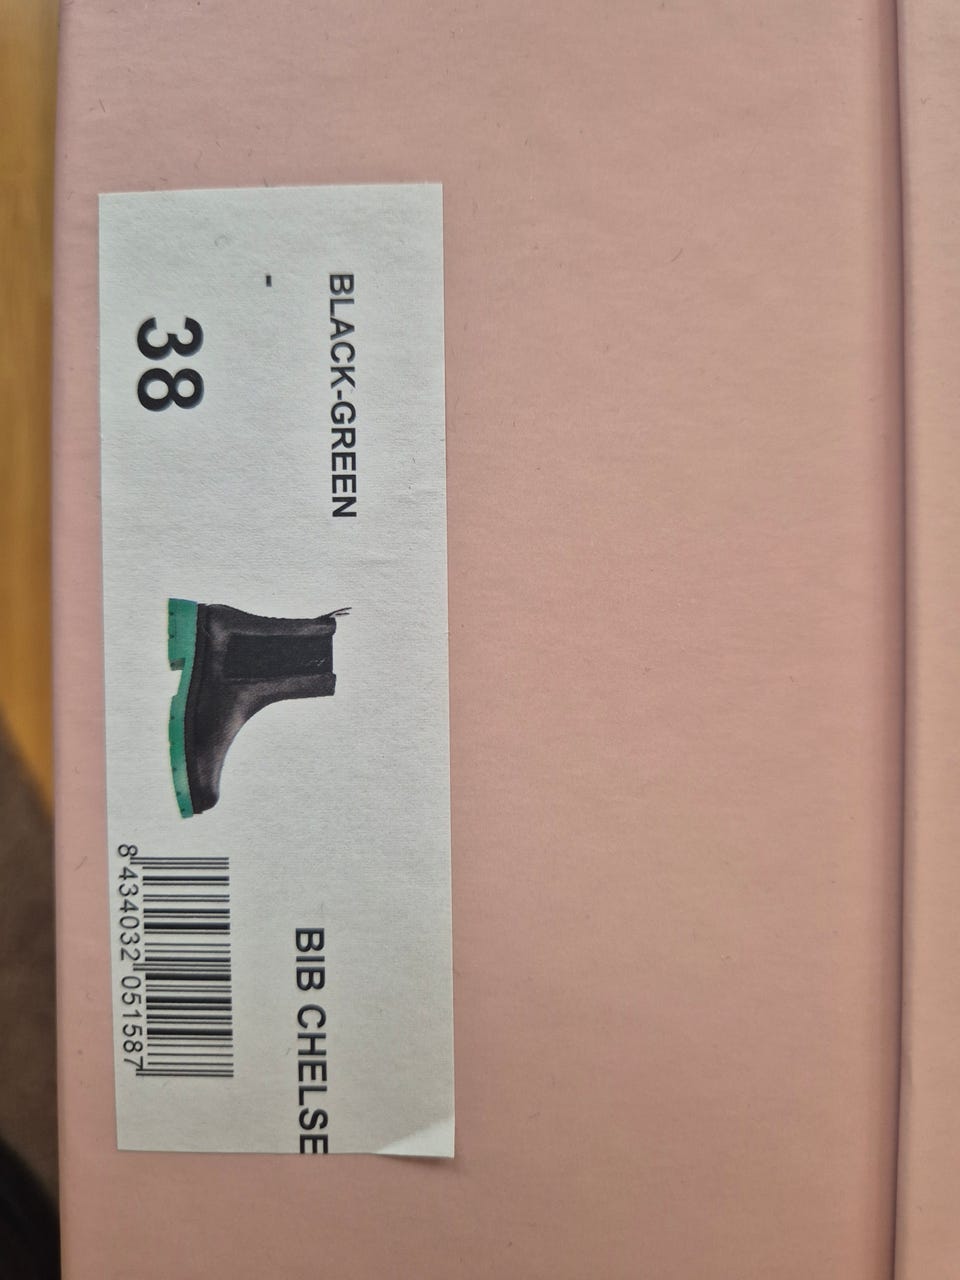 BLACK-GREEN
-
38
BIB CHELSE
8 434032 051587